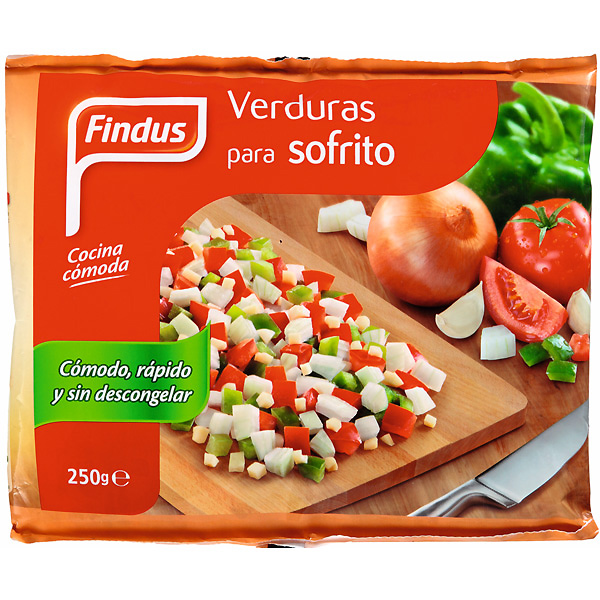 Findus
Verduras
para sofrito
Cocina
cómoda
Cómodo, rápido
y sin descongelar
250g ℮